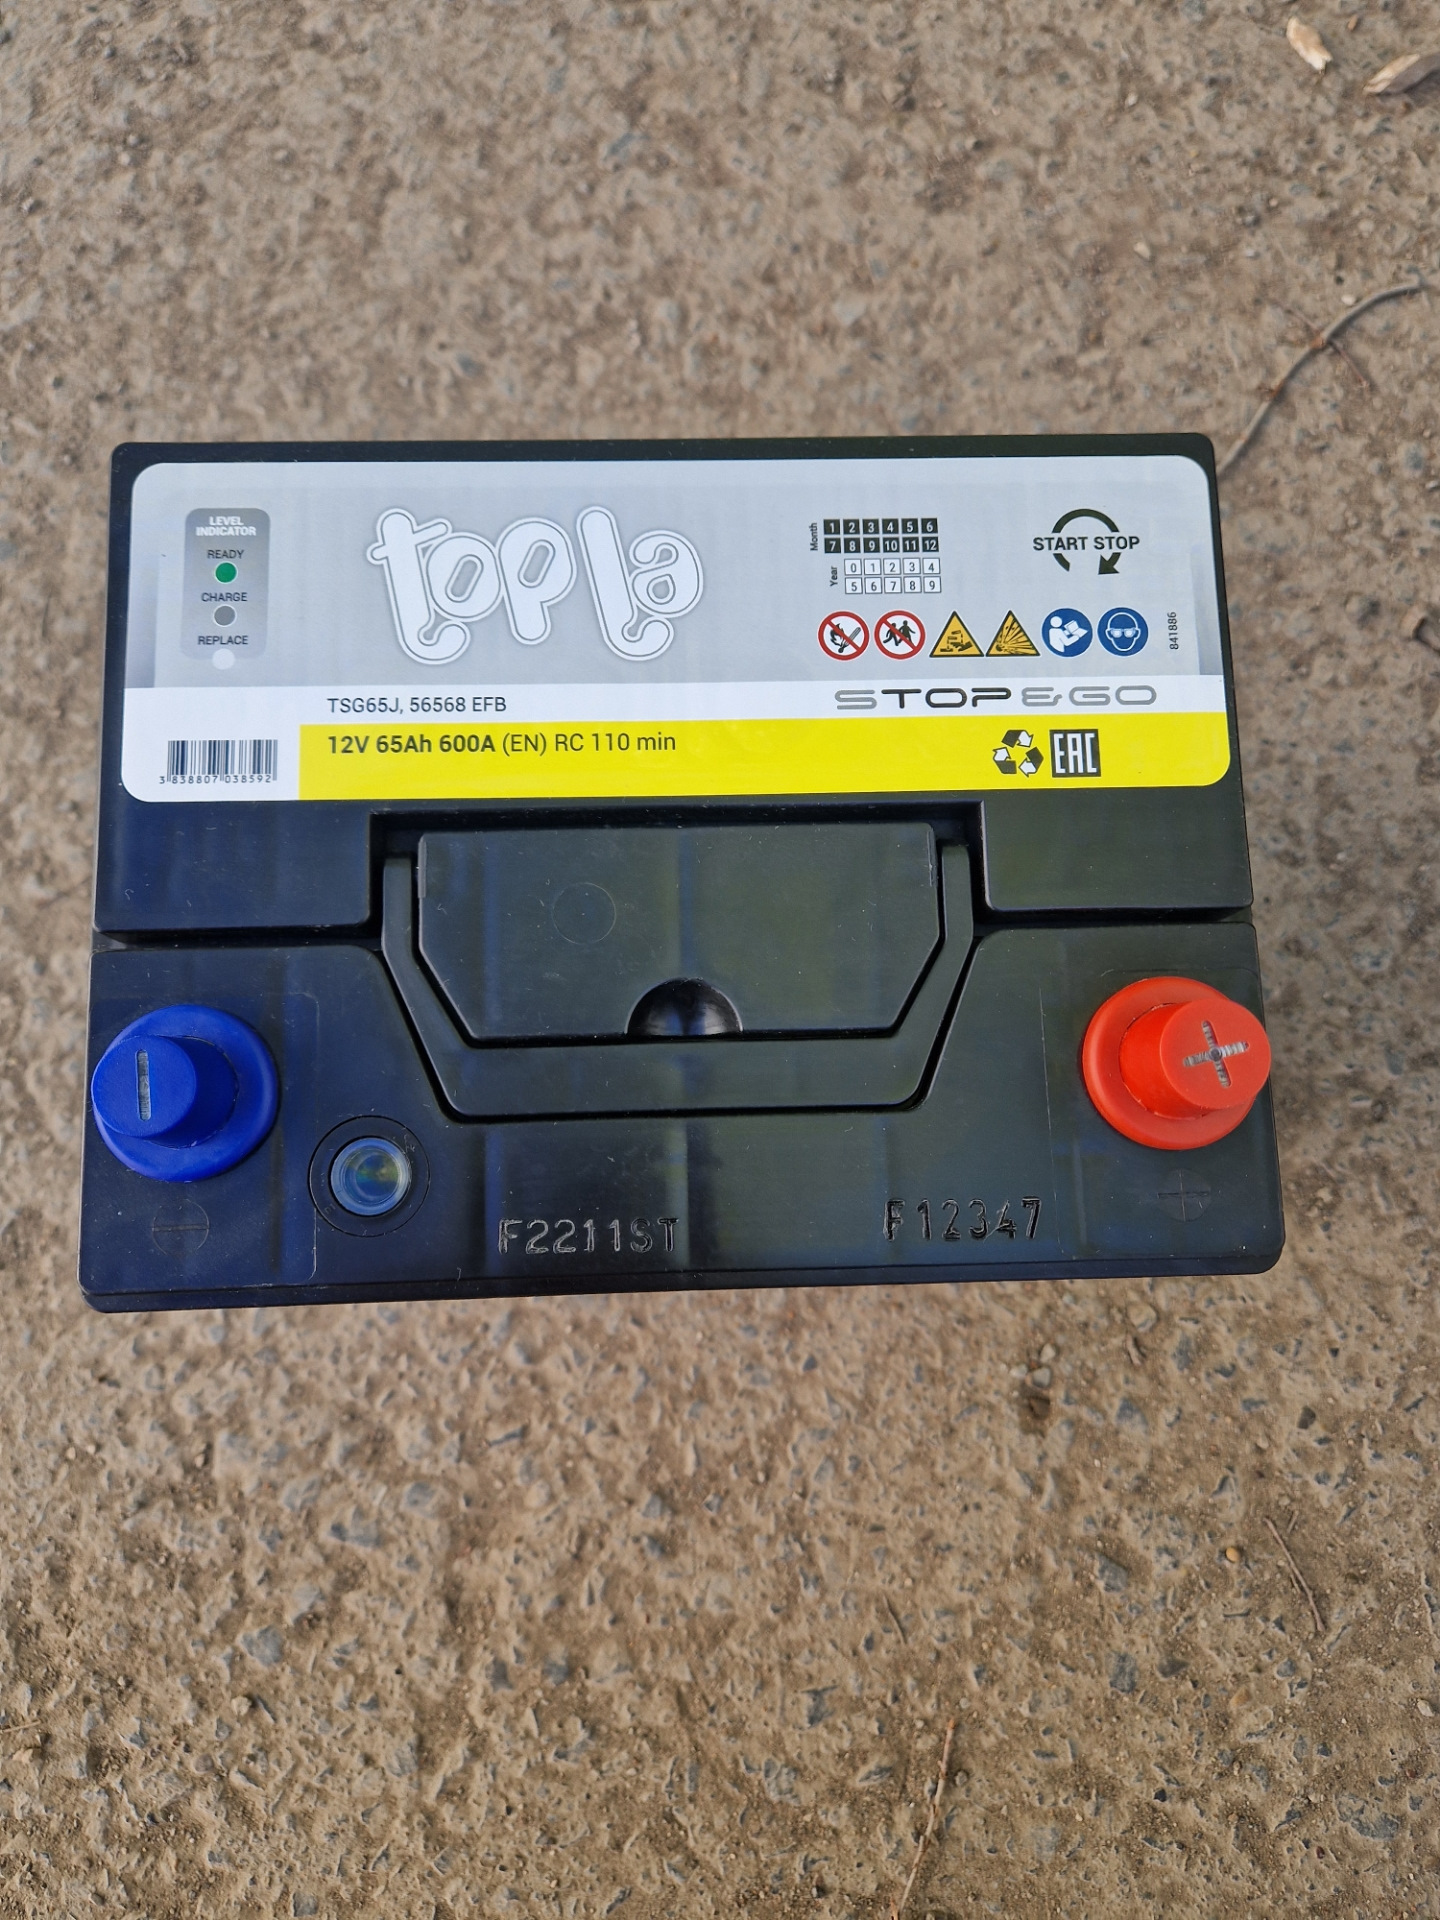 LEVEL
INDICATOR
READY
CHARGE
REPLACE
topla
Month
1 2 3 4 5 6
7 8 9 10 11 12
Year
0 1 2 3 4
5 6 7 8 9
START STOP
841886
TSG65J, 56568 EFB
STOP&GO
12V 65Ah 600A (EN) RC 110 min
EAC
3 838807 038592
F2211ST
F12347